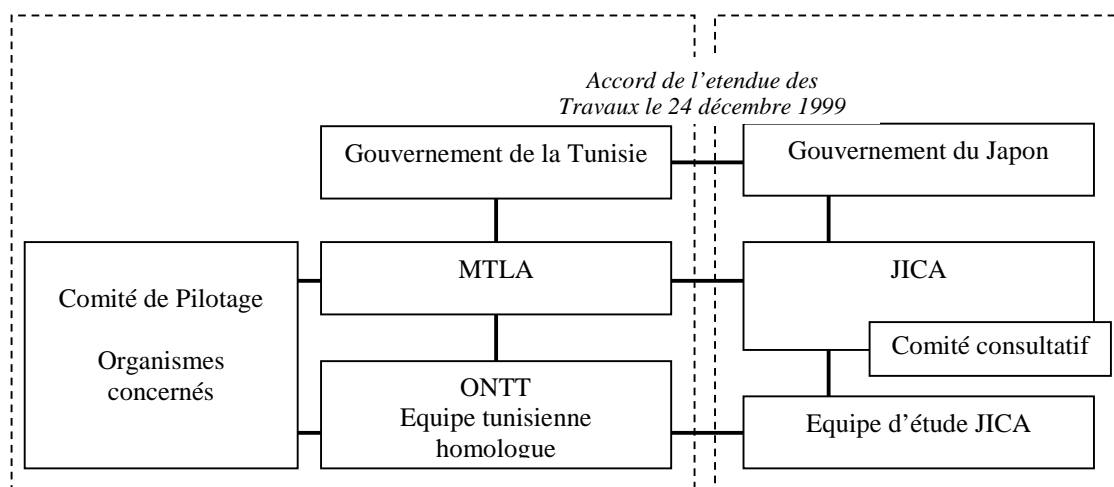 Accord de l’etendue des
Travaux le 24 décembre 1999
Gouvernement de la Tunisie
Gouvernement du Japon
MTLA
JICA
Comité de Pilotage
Organismes
concernés
Comité consultatif
ONTT
Equipe tunisienne
homologue
Equipe d’étude JICA